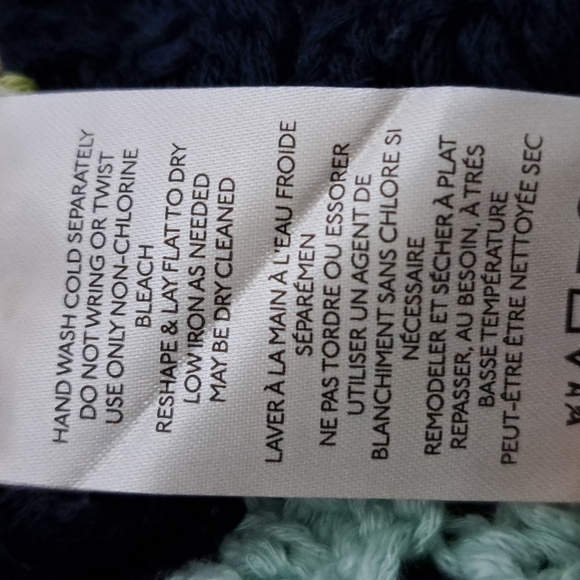 HAND WASH COLD SEPARATELY
DO NOT WRING OR TWIST
USE ONLY NON-CHLORINE
BLEACH
RESHAPE & LAY FLAT TO DRY
LOW IRON AS NEEDED
MAY BE DRY CLEANED
LAVER À LA MAIN À L'EAU FROIDE
SÉPARÉMEN
NE PAS TORDRE OU ESSORER
UTILISER UN AGENT DE
BLANCHIMENT SANS CHLORE SI
NÉCESSAIRE
REMODELER ET SÉCHER À PLAT
REPASSER, AU BESOIN, À TRÉS
BASSE TEMPÉRATURE
PEUT-ÊTRE ÊTRE NETTOYÉE SEC